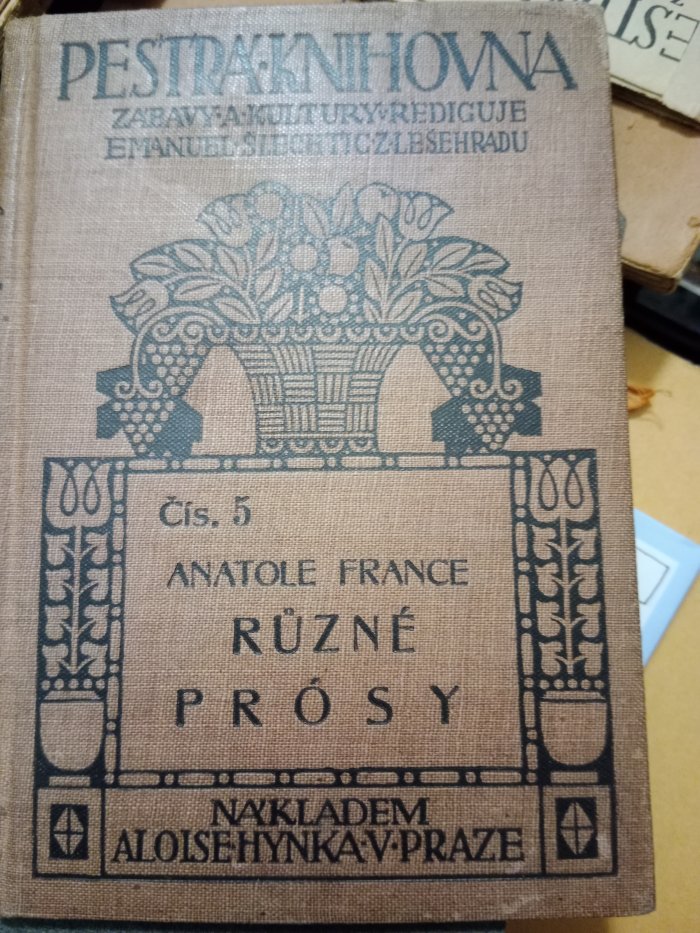 PESTRÁ·KNIHOVNA
ZÁBAVY·A·KULTURY·REDIGUJE
EMANUEL·ŠLECHTIC·Z·LEŠEHRADU
Čís. 5
ANATOLE FRANCE
RŮZNÉ
PRÓSY
NÁKLADEM
ALOISE·HYNKA·V·PRAZE